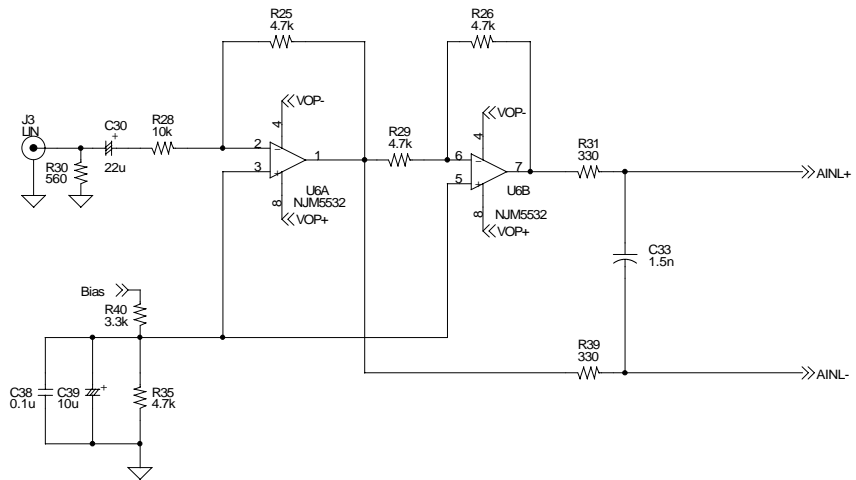 R25
4.7k
R26
4.7k
VOP-
VOP-
4
4
J3
LIN
C30
+
22u
R28
10k
R30
560
2
3
-
+
1
8
U6A
NJM5532
VOP+
R29
4.7k
6
5
-
+
7
8
U6B
NJM5532
VOP+
R31
330
AINL+
C33
1.5n
Bias
R40
3.3k
R39
330
AINL-
C38
0.1u
C39
10u
+
R35
4.7k